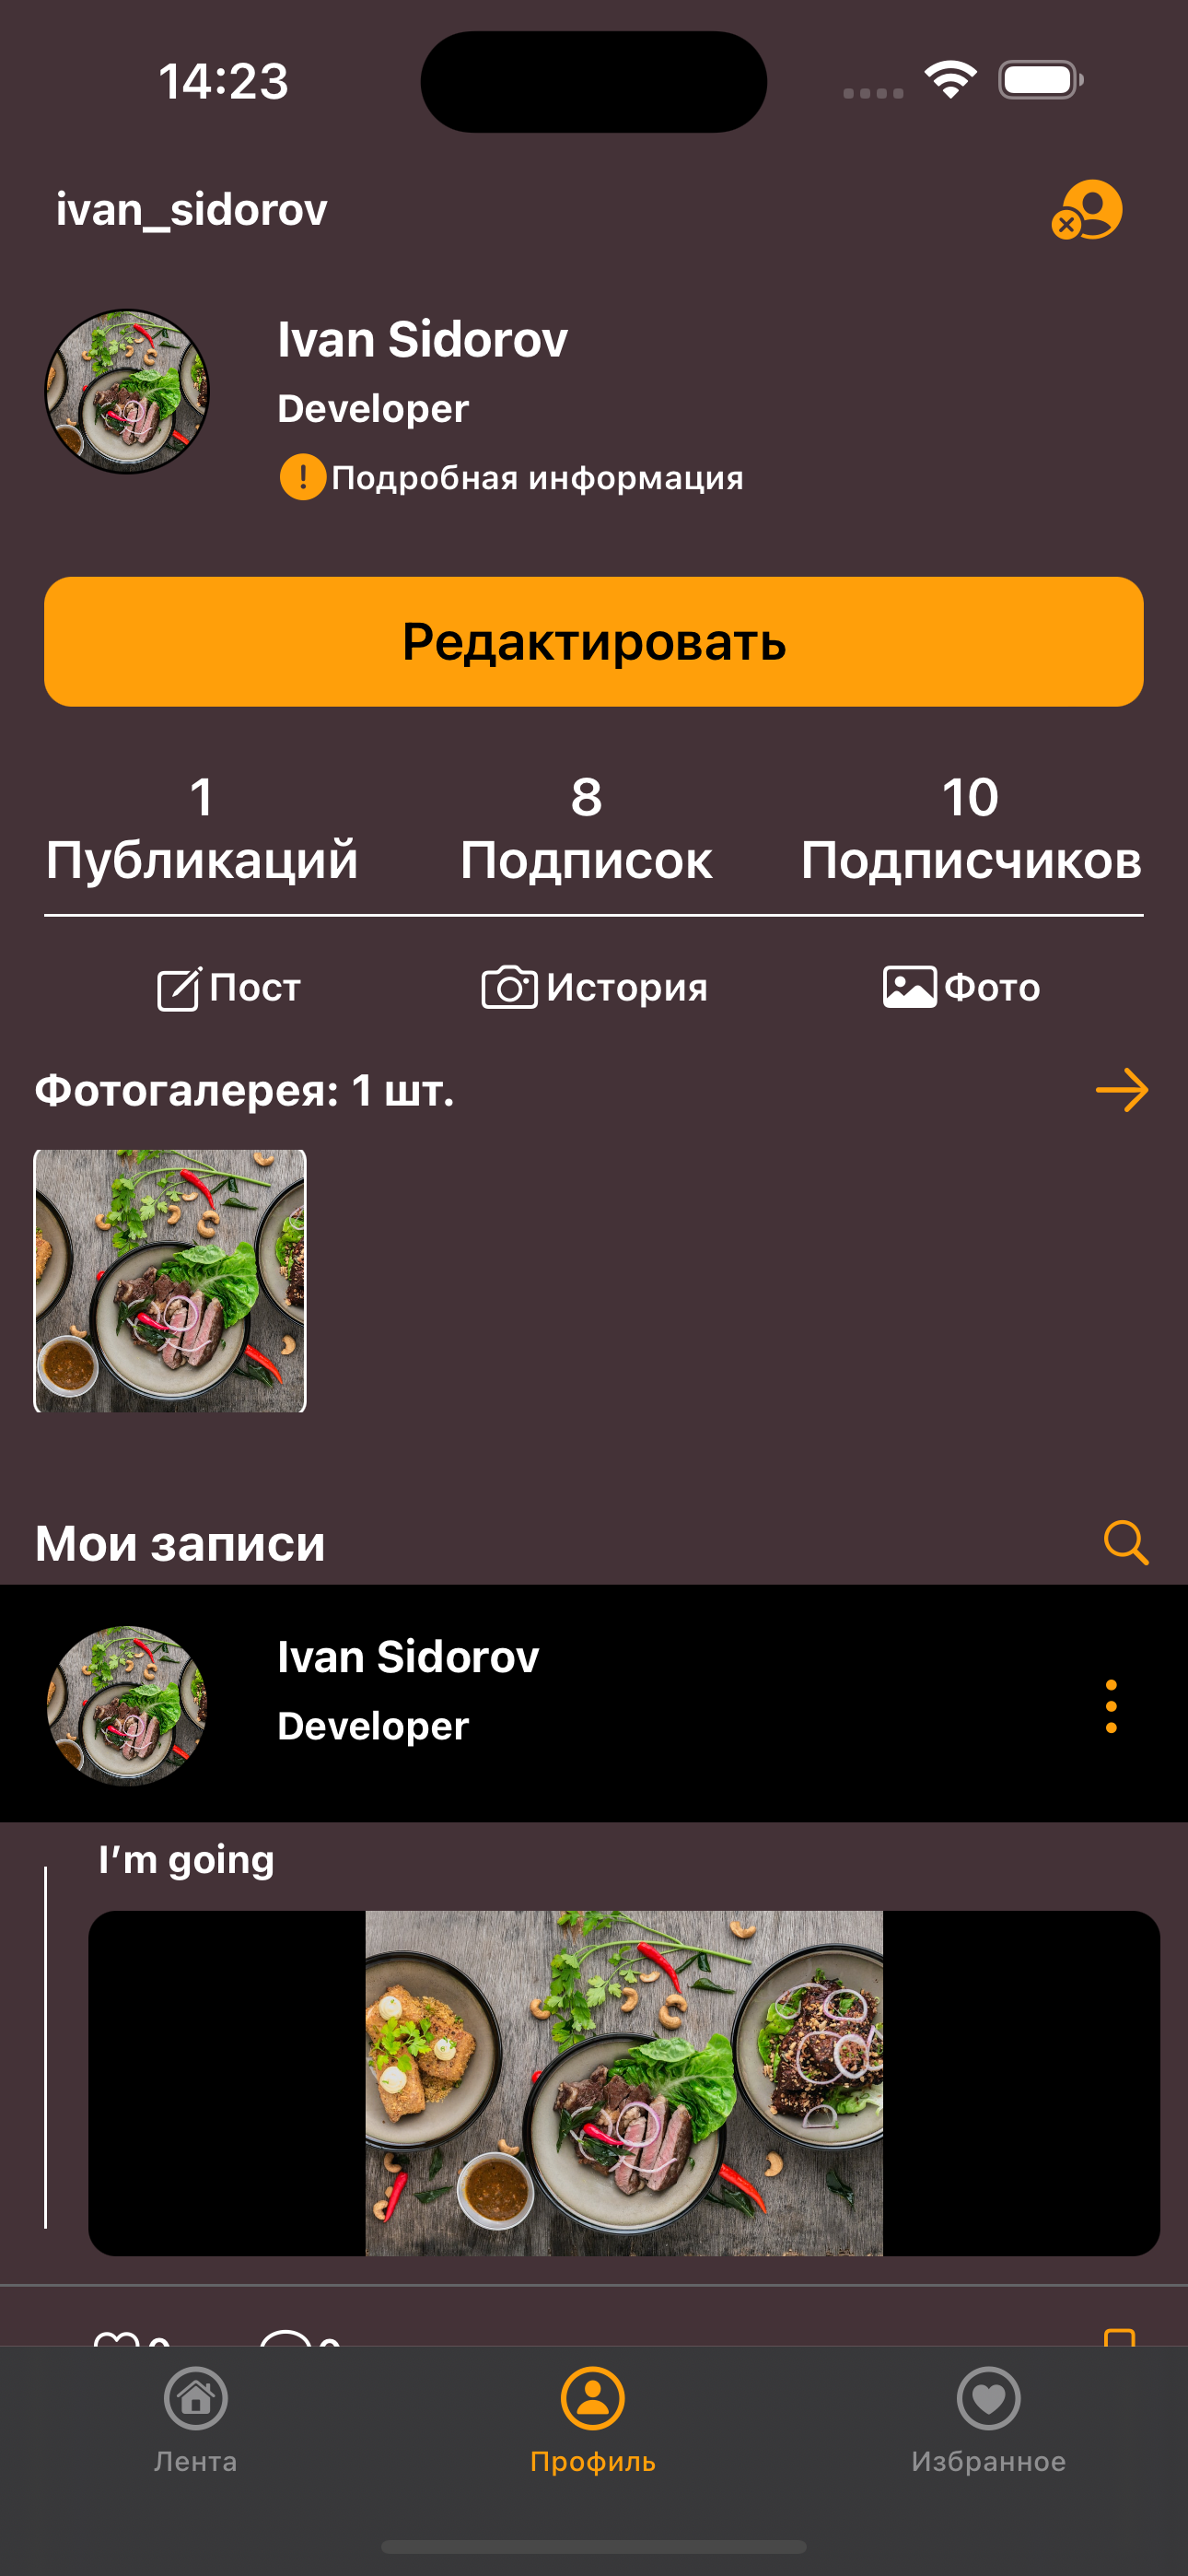 14:23
ivan_sidorov
Ivan Sidorov
Developer
Подробная информация
Редактировать
1 8 10
Публикаций Подписок Подписчиков
Пост История Фото
Фотогалерея: 1 шт.
Мои записи
Ivan Sidorov
Developer
I’m going
Лента Профиль Избранное